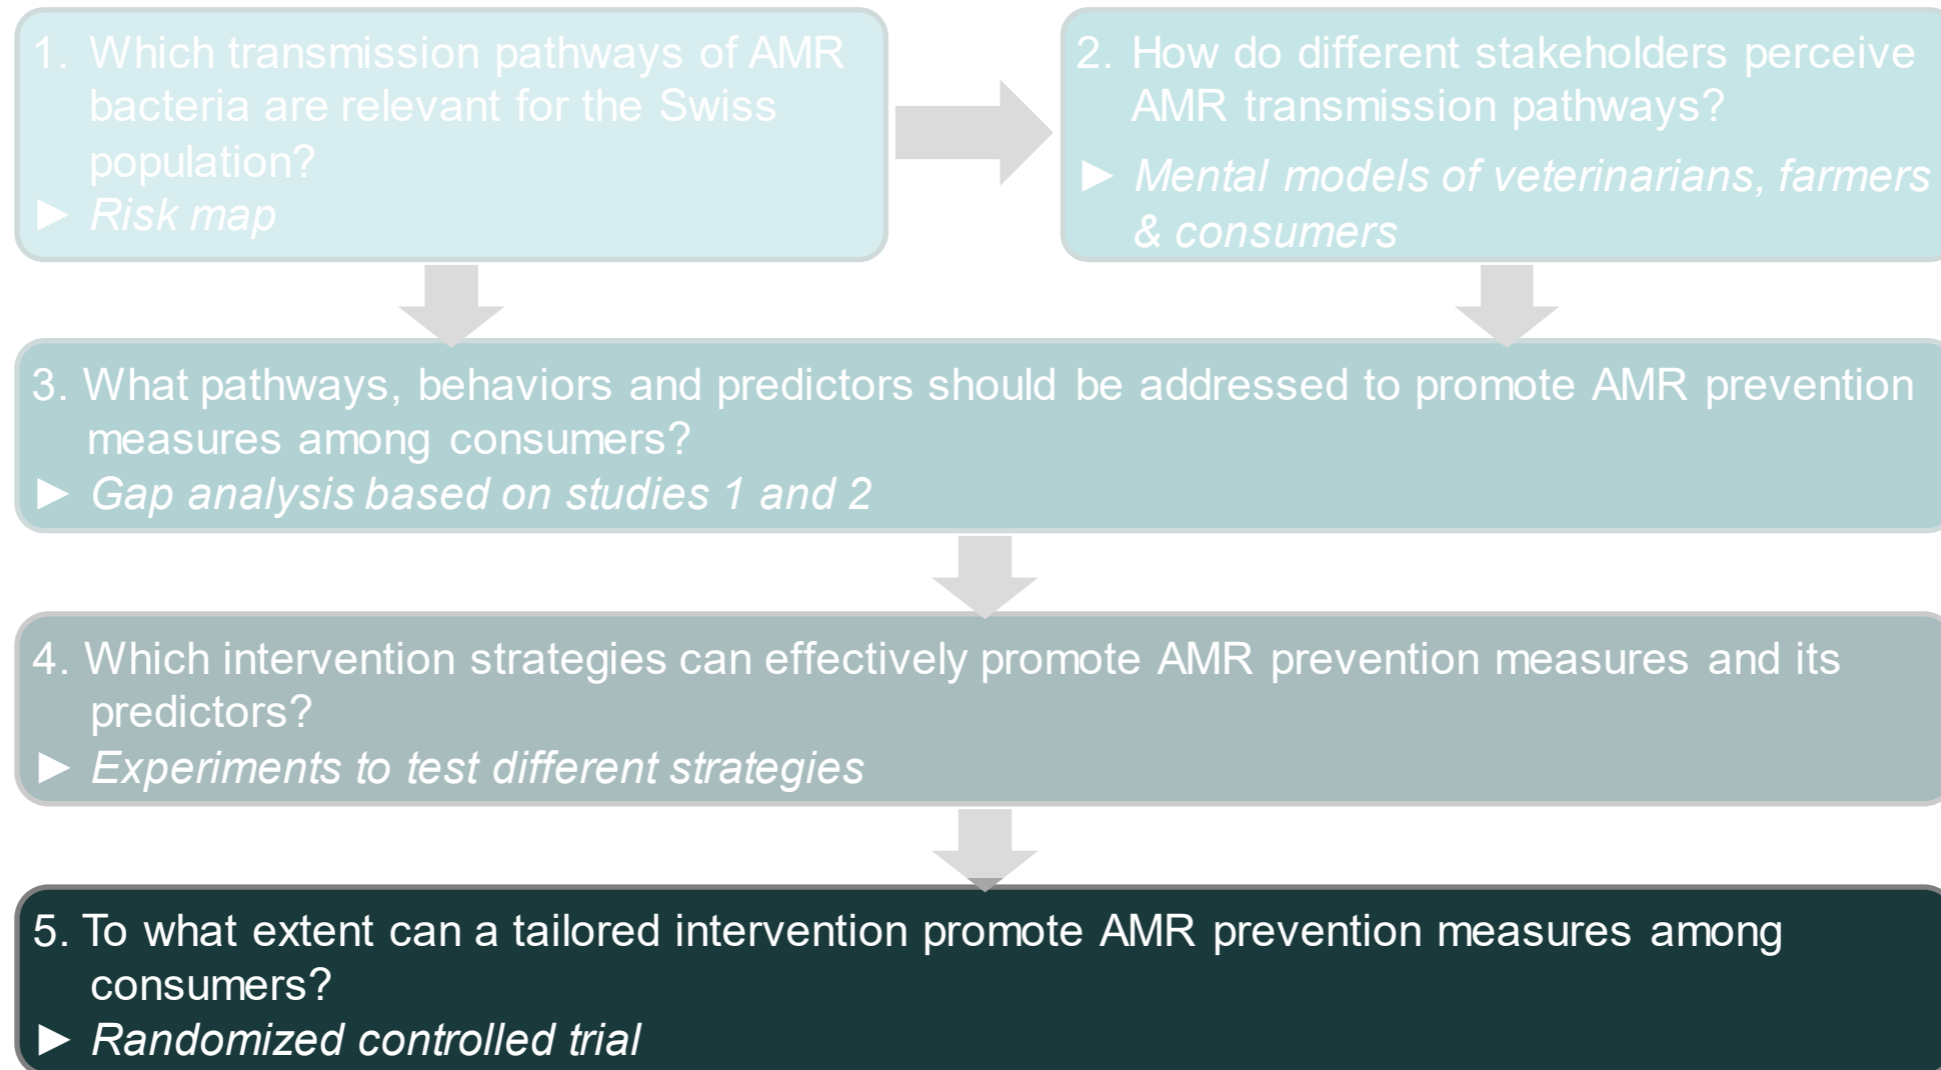 1. Which transmission pathways of AMR
bacteria are relevant for the Swiss
population?
► Risk map
2. How do different stakeholders perceive
AMR transmission pathways?
► Mental models of veterinarians, farmers
& consumers
3. What pathways, behaviors and predictors should be addressed to promote AMR prevention
measures among consumers?
► Gap analysis based on studies 1 and 2
4. Which intervention strategies can effectively promote AMR prevention measures and its
predictors?
► Experiments to test different strategies
5. To what extent can a tailored intervention promote AMR prevention measures among
consumers?
► Randomized controlled trial